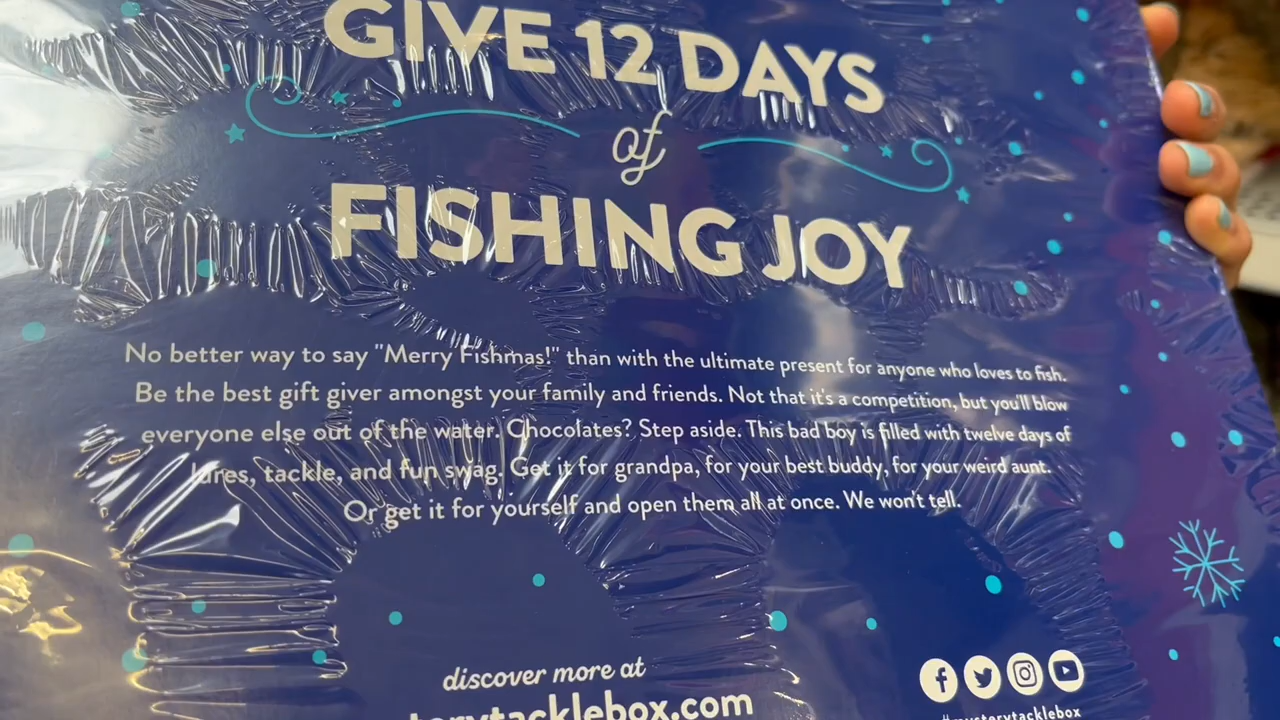 GIVE 12 DAYS
of
FISHING JOY
No better way to say "Merry Fishmas!" than with the ultimate present for anyone who loves to fish.
Be the best gift giver amongst your family and friends. Not that it's a competition, but you'll blow
everyone else out of the water. Chocolates? Step aside. This bad boy is filled with twelve days of
lures, tackle, and fun swag. Get it for grandpa, for your best buddy, for your weird aunt.
Or get it for yourself and open them all at once. We won't tell.
discover more at
terytacklebox.com
#mysterytacklebox